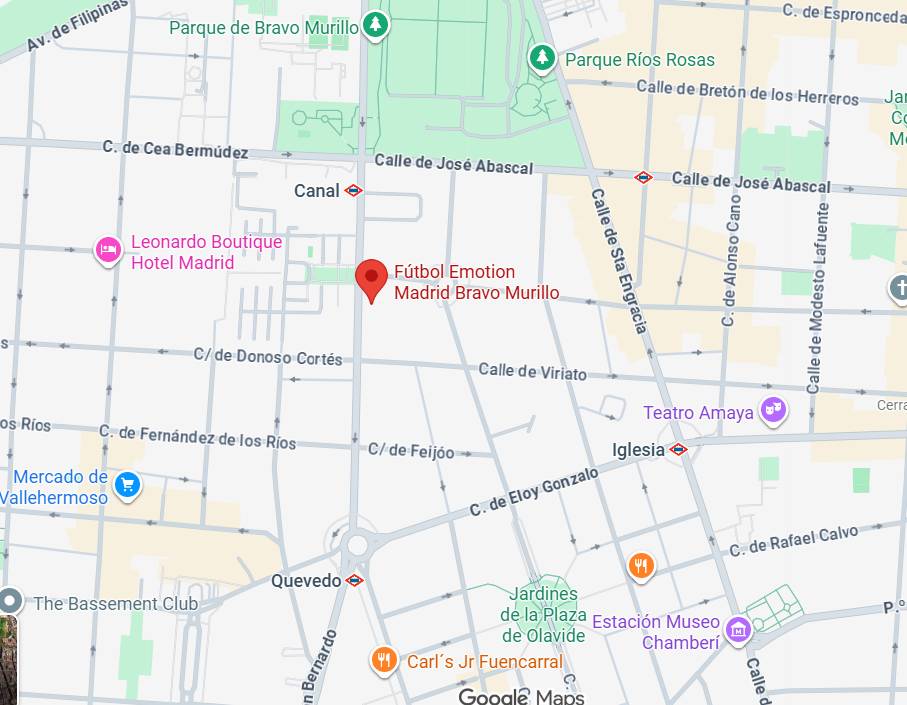 Av. de Filipinas
Parque de Bravo Murillo
C. de Espronceda
Parque Ríos Rosas
Calle de Bretón de los Herreros
C. de Cea Bermúdez
Calle de José Abascal
Calle de José Abascal
Canal
Leonardo Boutique
Hotel Madrid
Calle de Sta Engracia
C. de Alonso Cano
Calle de Modesto Lafuente
Fútbol Emotion
Madrid Bravo Murillo
C/ de Donoso Cortés
Calle de Viriato
Cerra
Teatro Amaya
os Ríos
C. de Fernández de los Ríos
C/ de Feijóo
Iglesia
Mercado de
Vallehermoso
C. de Eloy Gonzalo
C. de Rafael Calvo
Quevedo
Jardines
de la Plaza
de Olavide
The Bassement Club
Estación Museo
Chamberí
P.º
n Bernardo
Carl´s Jr Fuencarral
Calle d
C.
Google Maps